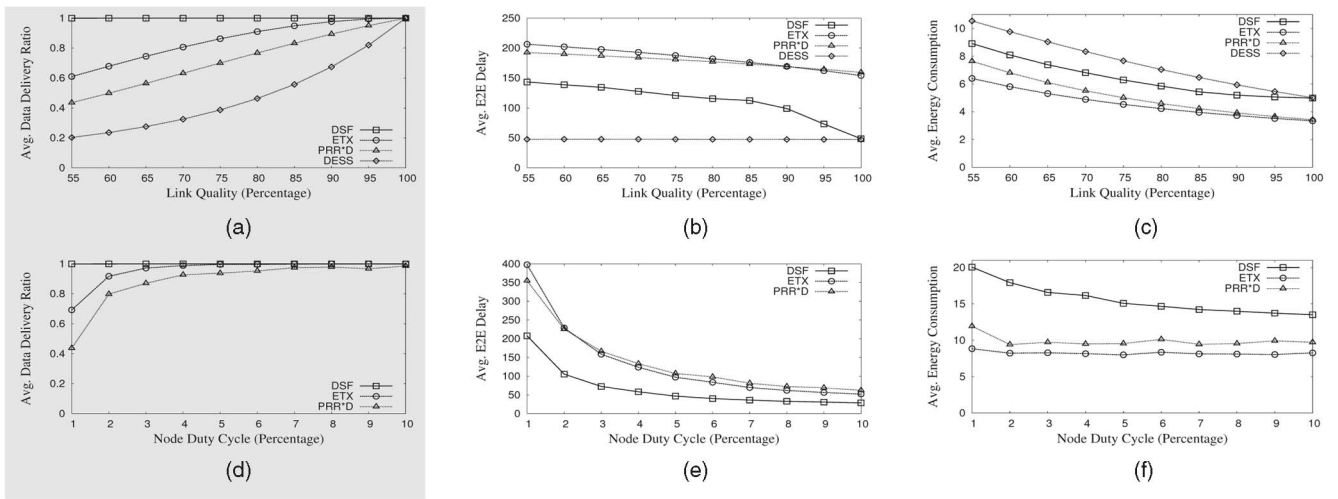 Avg. Data Delivery Ratio
1
0.8
0.6
0.4
0.2
0
DSF
ETX
PRR*D
DESS
55 60 65 70 75 80 85 90 95 100
Link Quality (Percentage)
(a)
Avg. E2E Delay
250
200
150
100
50
0
DSF
ETX
PRR*D
DESS
55 60 65 70 75 80 85 90 95 100
Link Quality (Percentage)
(b)
Avg. Energy Consumption
10
8
6
4
2
0
DSF
ETX
PRR*D
DESS
55 60 65 70 75 80 85 90 95 100
Link Quality (Percentage)
(c)
Avg. Data Delivery Ratio
1
0.8
0.6
0.4
0.2
0
DSF
ETX
PRR*D
1 2 3 4 5 6 7 8 9 10
Node Duty Cycle (Percentage)
(d)
Avg. E2E Delay
400
350
300
250
200
150
100
50
0
DSF
ETX
PRR*D
1 2 3 4 5 6 7 8 9 10
Node Duty Cycle (Percentage)
(e)
Avg. Energy Consumption
20
15
10
5
0
DSF
ETX
PRR*D
1 2 3 4 5 6 7 8 9 10
Node Duty Cycle (Percentage)
(f)